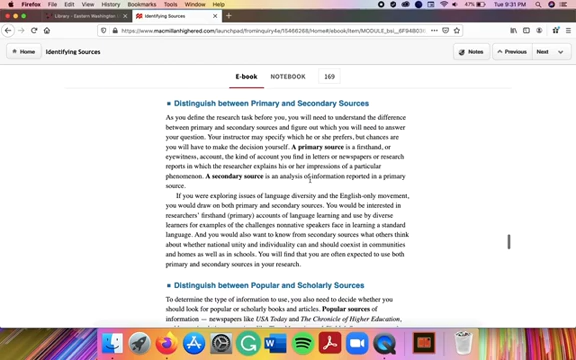 Firefox File Edit View History Bookmarks Tools Window Help
Tue 9:31 PM
Library - Eastern Washington
Identifying Sources
Home
Identifying Sources
Notes
Previous
Next
E-book
NOTEBOOK
169
Distinguish between Primary and Secondary Sources
As you define the research task before you, you will need to understand the difference
between primary and secondary sources and figure out which you will need to answer
your question. Your instructor may specify which he or she prefers, but chances are
you will have to make the decision yourself. A primary source is a firsthand, or
eyewitness, account, the kind of account you find in letters or newspapers or research
reports in which the researcher explains his or her impressions of a particular
phenomenon. A secondary source is an analysis of information reported in a primary
source.
If you were exploring issues of language diversity and the English-only movement,
you would draw on both primary and secondary sources. You would be interested in
researchers' firsthand (primary) accounts of language learning and use by diverse
learners for examples of the challenges nonnative speakers face in learning a standard
language. And you would also want to know from secondary sources what others think
about whether national unity and individuality can and should coexist in communities
and homes as well as in schools. You will find that you are often expected to use both
primary and secondary sources in your research.
Distinguish between Popular and Scholarly Sources
To determine the type of information to use, you also need to decide whether you
should look for popular or scholarly books and articles. Popular sources of
information — newspapers like USA Today and The Chronicle of Higher Education,